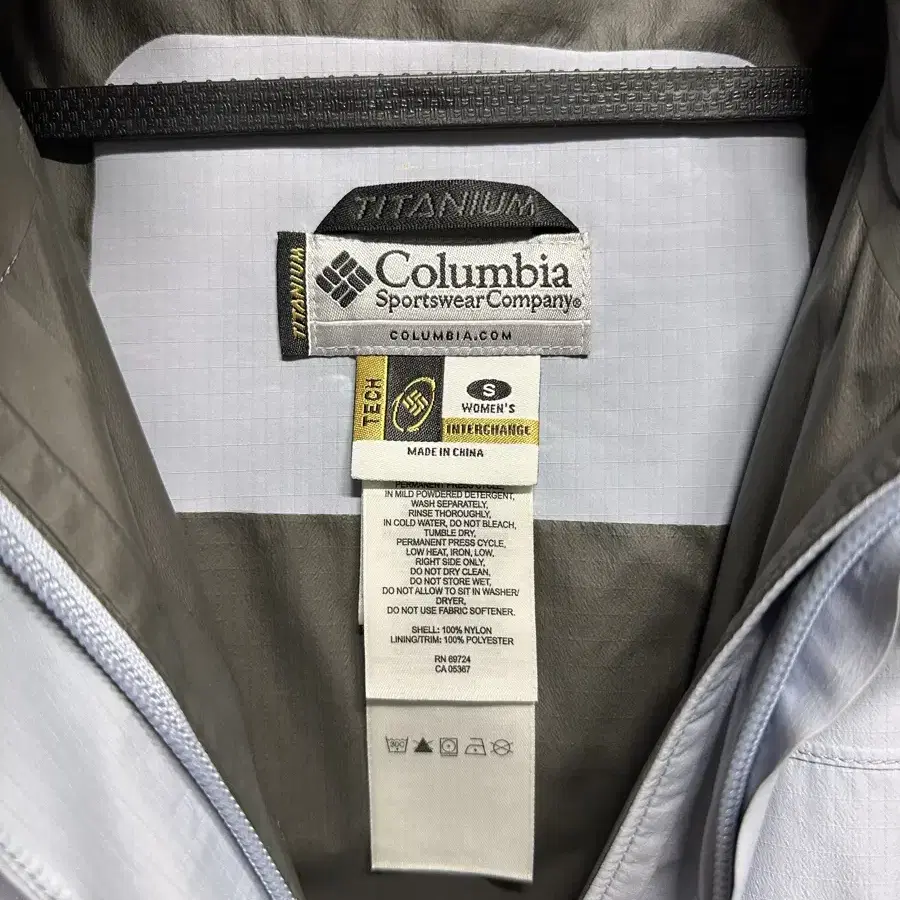 TITANIUM
TITANIUM
Columbia
Sportswear Company®
COLUMBIA.COM
TECH
S
WOMEN'S
INTERCHANGE
MADE IN CHINA
PERMANENT PRESS CYCLE
IN MILD POWDERED DETERGENT,
WASH SEPARATELY,
RINSE THOROUGHLY,
IN COLD WATER, DO NOT BLEACH,
TUMBLE DRY,
PERMANENT PRESS CYCLE,
LOW HEAT, IRON, LOW,
RIGHT SIDE ONLY,
DO NOT DRY CLEAN,
DO NOT STORE WET,
DO NOT ALLOW TO SIT IN WASHER/
DRYER,
DO NOT USE FABRIC SOFTENER.
SHELL: 100% NYLON
LINING/TRIM: 100% POLYESTER
RN 69724
CA 05367